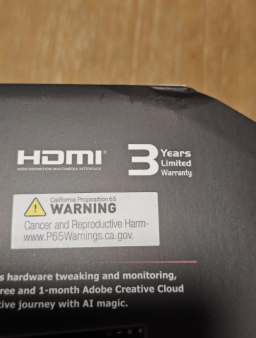 HDMI
HIGH-DEFINITION MULTIMEDIA INTERFACE
3 Years
Limited
Warranty
California Proposition 65
WARNING
Cancer and Reproductive Harm-
www.P65Warnings.ca.gov.
s hardware tweaking and monitoring,
ree and 1-month Adobe Creative Cloud
tive journey with AI magic.